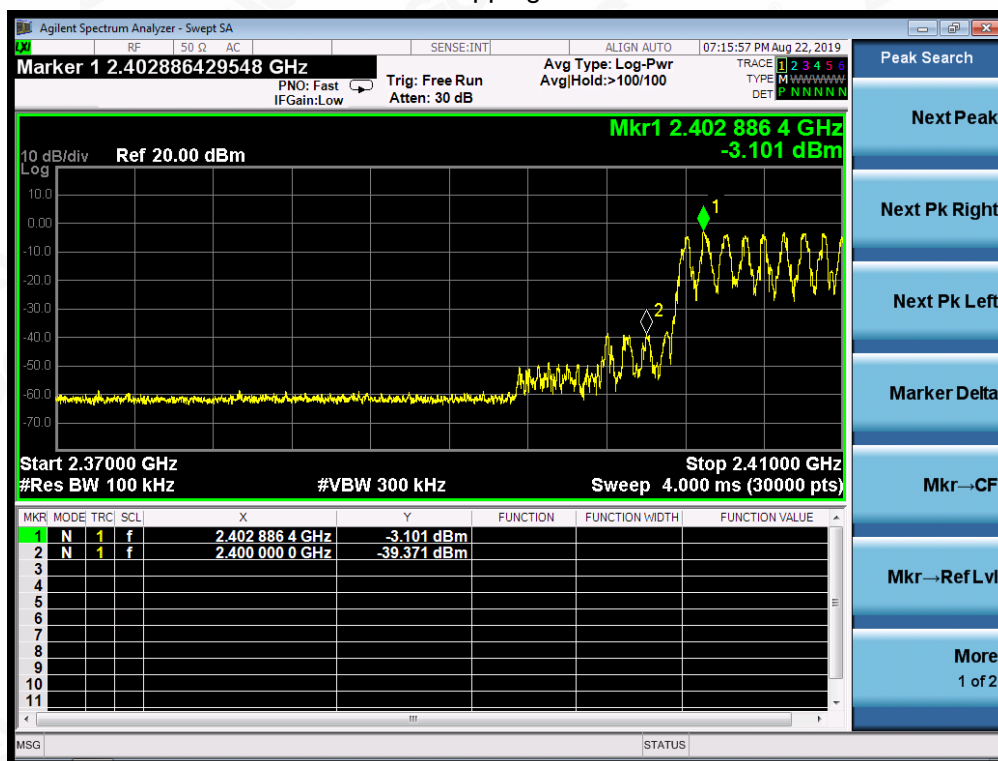 Agilent Spectrum Analyzer - Swept SA
LXI RF 50 Ω AC SENSE:INT ALIGN AUTO 07:15:57 PM Aug 22, 2019
Marker 1 2.402886429548 GHz
PNO: Fast
IFGain:Low
Trig: Free Run
Atten: 30 dB
Avg Type: Log-Pwr
Avg|Hold:>100/100
TRACE 1 2 3 4 5 6
TYPE M WWWWW
DET P N N N N N
Peak Search
Mkr1 2.402 886 4 GHz
-3.101 dBm
10 dB/div Ref 20.00 dBm
Log
10.0
0.00
-10.0
-20.0
-30.0
-40.0
-50.0
-60.0
-70.0
1
2
Start 2.37000 GHz Stop 2.41000 GHz
#Res BW 100 kHz #VBW 300 kHz Sweep 4.000 ms (30000 pts)
MKR MODE TRC SCL X Y FUNCTION FUNCTION WIDTH FUNCTION VALUE
1 N 1 f 2.402 886 4 GHz -3.101 dBm
2 N 1 f 2.400 000 0 GHz -39.371 dBm
3
4
5
6
7
8
9
10
11
Next Peak
Next Pk Right
Next Pk Left
Marker Delta
Mkr→CF
Mkr→Ref Lvl
More
1 of 2
MSG STATUS